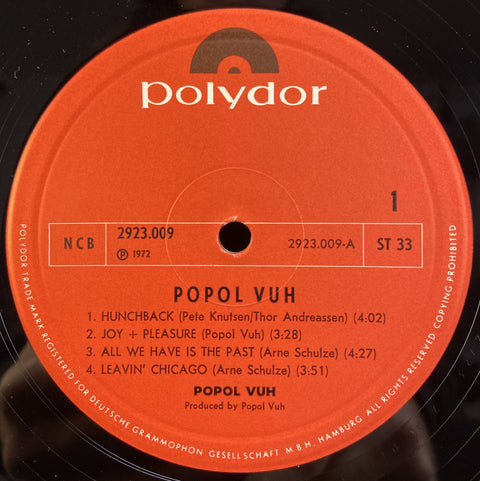 polydor
1
NCB
2923.009
℗ 1972
2923.009-A
ST 33
POPOL VUH
1. HUNCHBACK (Pete Knutsen/Thor Andreassen) (4:02)
2. JOY + PLEASURE (Popol Vuh) (3:28)
3. ALL WE HAVE IS THE PAST (Arne Schulze) (4:27)
4. LEAVIN' CHICAGO (Arne Schulze) (3:51)
POPOL VUH
Produced by Popol Vuh
POLYDOR TRADE MARK REGISTERED FOR DEUTSCHE GRAMMOPHON GESELLSCHAFT MBH. HAMBURG ALL RIGHTS RESERVED COPYING PROHIBITED